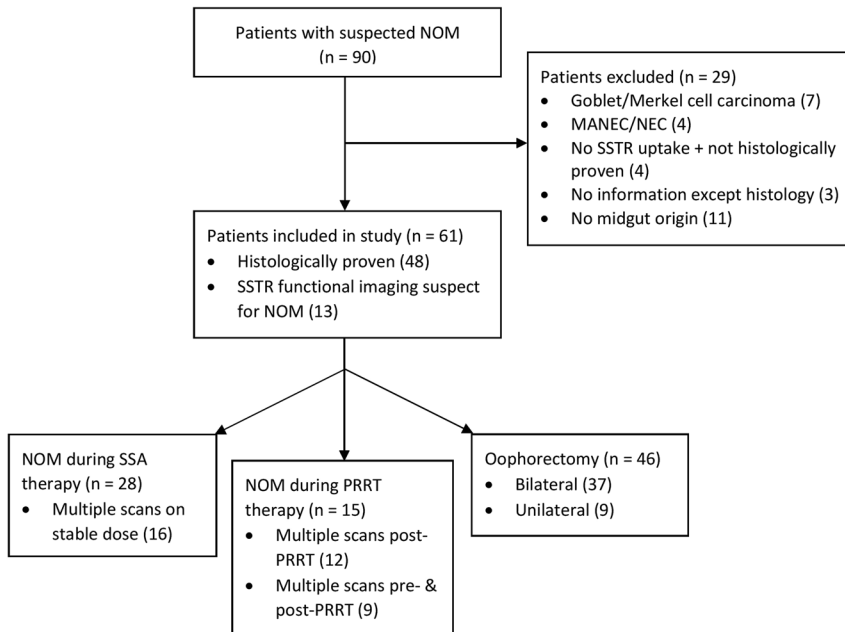 Patients with suspected NOM
(n = 90)
Patients excluded (n = 29)
• Goblet/Merkel cell carcinoma (7)
• MANEC/NEC (4)
• No SSTR uptake + not histologically
proven (4)
• No information except histology (3)
• No midgut origin (11)
Patients included in study (n = 61)
• Histologically proven (48)
• SSTR functional imaging suspect
for NOM (13)
NOM during SSA
therapy (n = 28)
• Multiple scans on
stable dose (16)
NOM during PRRT
therapy (n = 15)
• Multiple scans post-
PRRT (12)
• Multiple scans pre- &
post-PRRT (9)
Oophorectomy (n = 46)
• Bilateral (37)
• Unilateral (9)